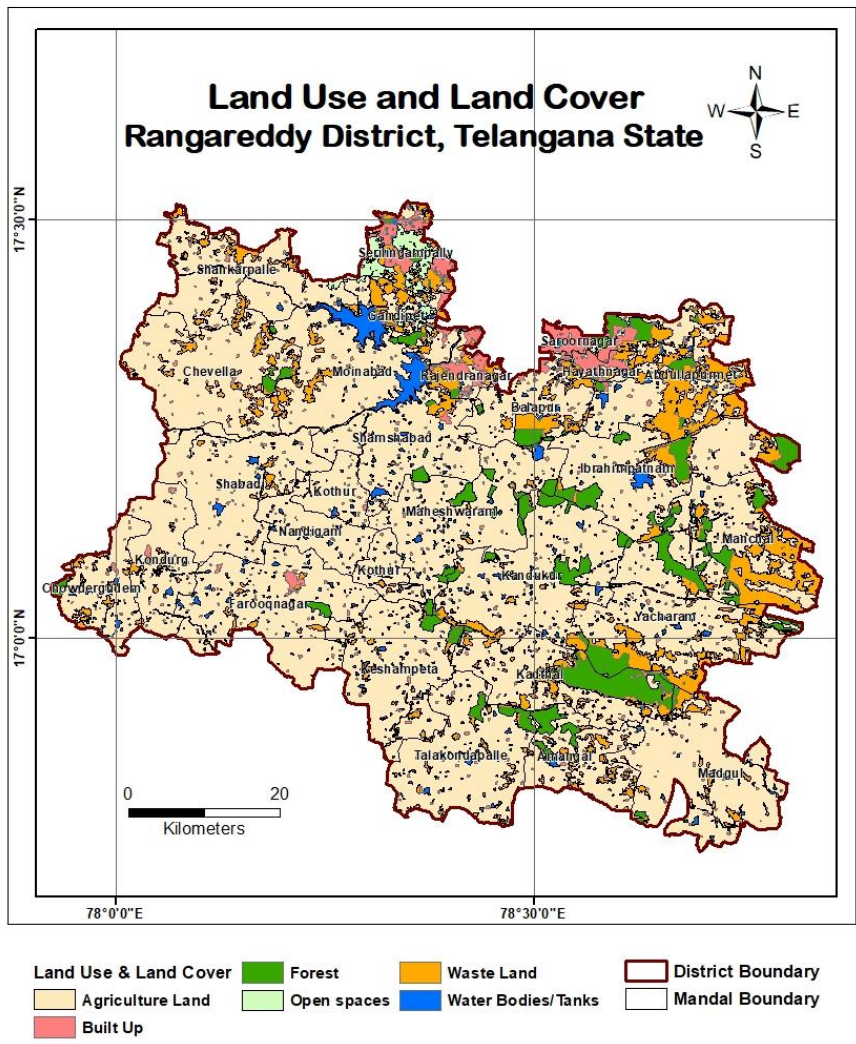 Land Use and Land Cover
Rangareddy District, Telangana State
N
W E
S
17°30'0"N
17°0'0"N
Serilingampally
Shankarpalle
Gandipet
Saroornagar
Chevella
Moinabad
Rajendranagar
Hayathnagar
Abdullapurmet
Balapur
Shamshabad
Ibrahimpatnam
Shabad
Kothur
Maheshwaram
Nandigam
Manchal
Kondurg
Kothur
Kandukur
Chowdergudem
Farooqnagar
Yacharam
Keshampeta
Kadthal
Talakondapalle
Amangal
Madgul
0 20
Kilometers
78°0'0"E
78°30'0"E
Land Use & Land Cover
Agriculture Land
Built Up
Forest
Open spaces
Waste Land
Water Bodies/Tanks
District Boundary
Mandal Boundary